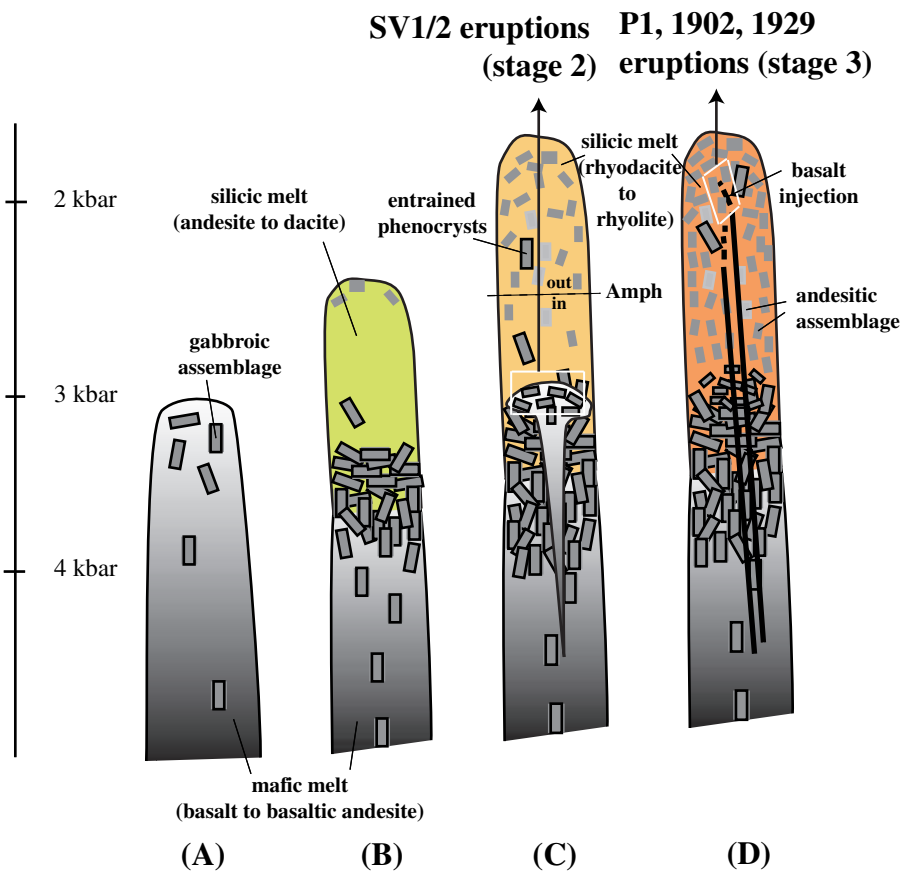 SV1/2 eruptions
(stage 2)
P1, 1902, 1929
eruptions (stage 3)
2 kbar
3 kbar
4 kbar
silicic melt
(andesite to dacite)
gabbroic
assemblage
entrained
phenocrysts
silicic melt
(rhyodacite
to
rhyolite)
basalt
injection
out
in
Amph
andesitic
assemblage
mafic melt
(basalt to basaltic andesite)
(A)
(B)
(C)
(D)